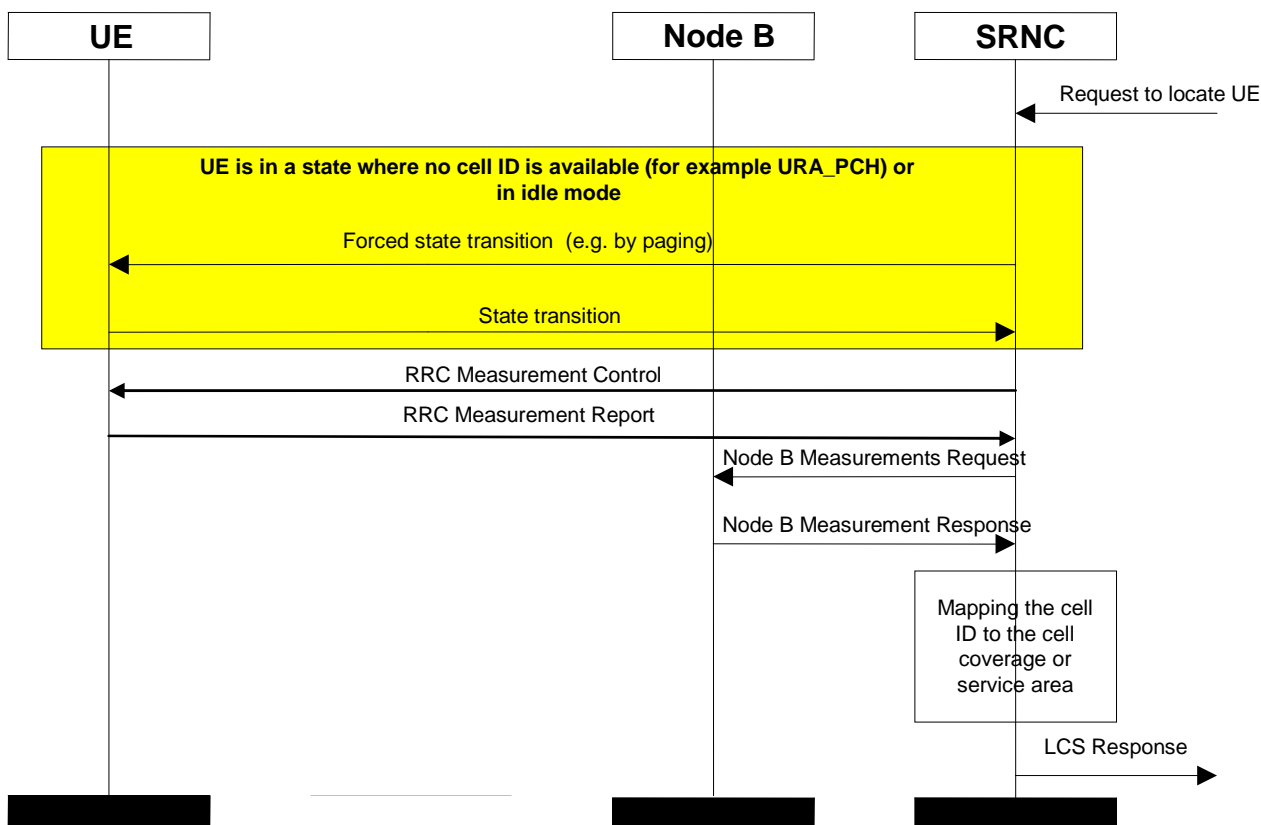 UE
Node B
SRNC
Request to locate UE
UE is in a state where no cell ID is available (for example URA_PCH) or
in idle mode
Forced state transition (e.g. by paging)
State transition
RRC Measurement Control
RRC Measurement Report
Node B Measurements Request
Node B Measurement Response
Mapping the cell
ID to the cell
coverage or
service area
LCS Response